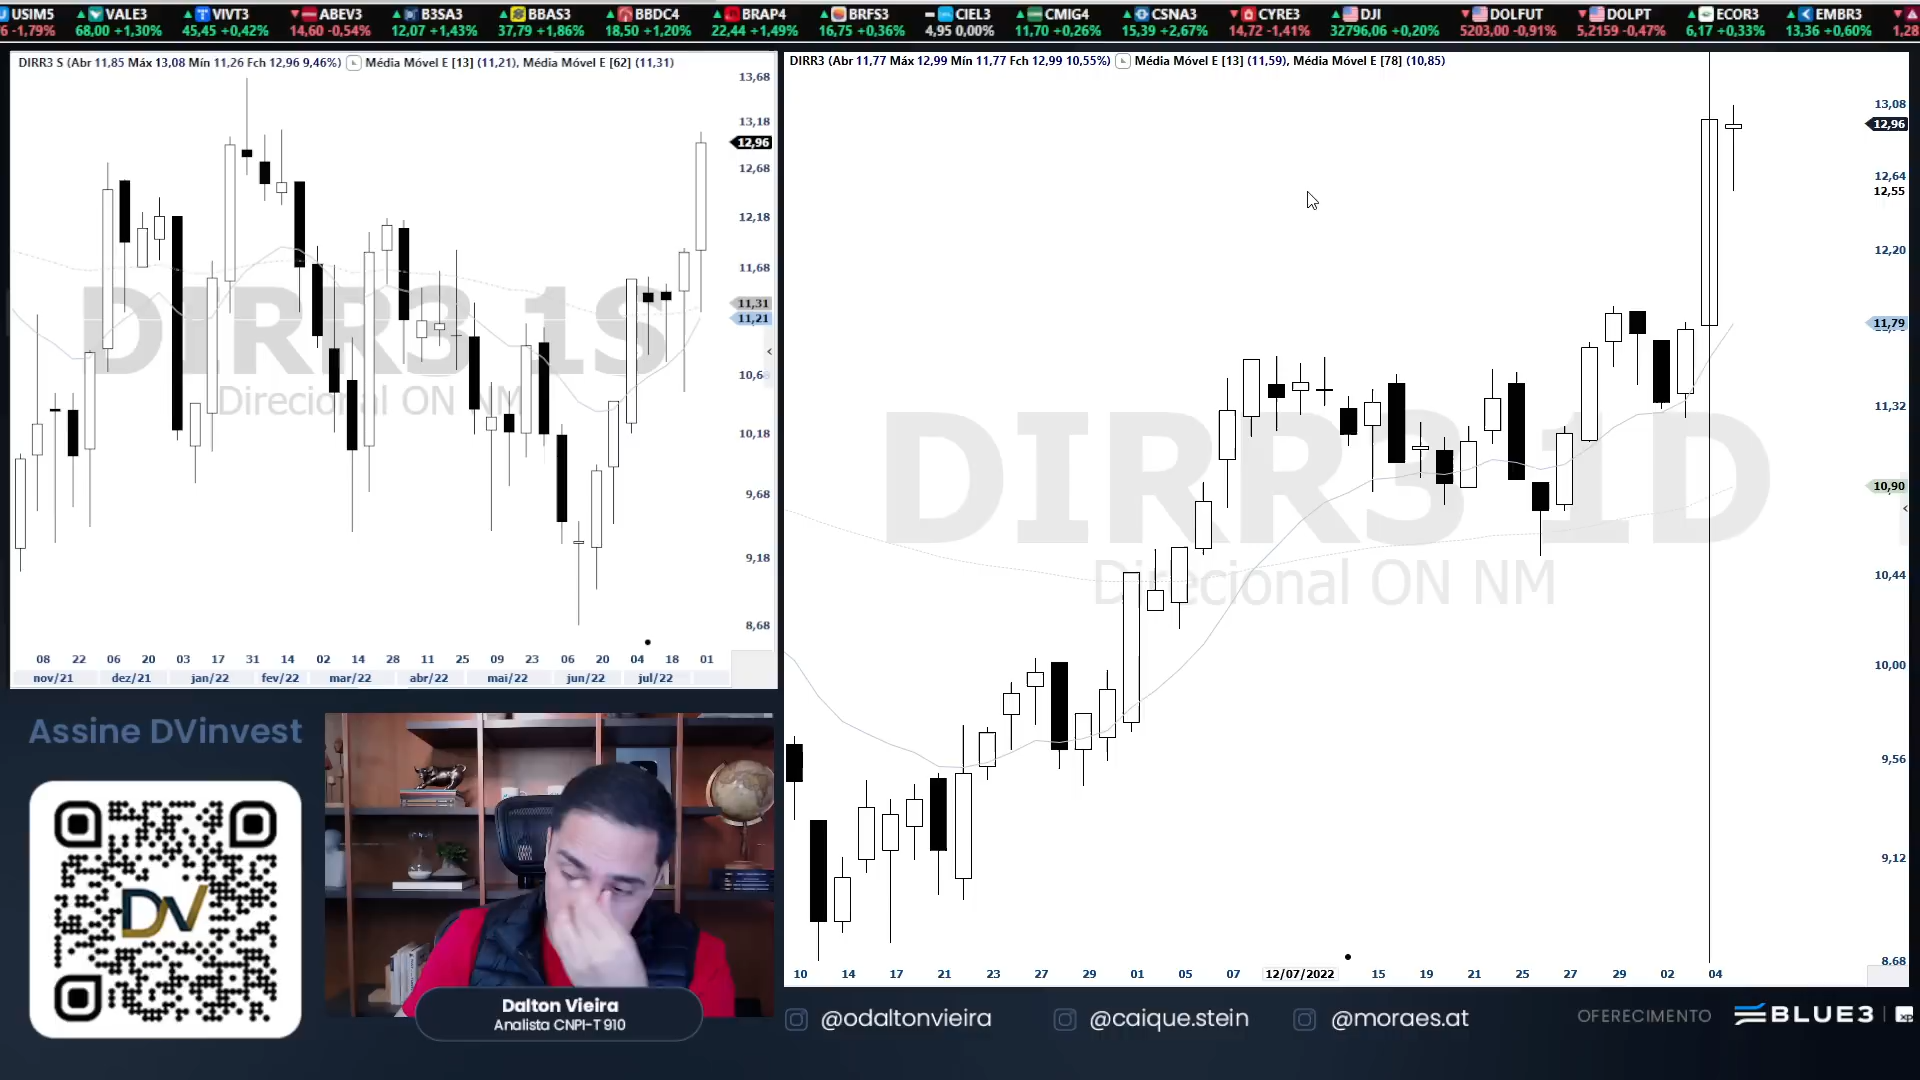 USIM5 VALE3 VIVT3 ABEV3 B3SA3 BBAS3 BBDC4 BRAP4 BRFS3 CIEL3 CMIG4 CSNA3 CYRE3 DJI DOLFUT DOLPT ECOR3 EMBR3
-1,79% 68,00 +1,30% 45,45 +0,42% 14,60 -0,54% 12,07 +1,43% 37,79 +1,86% 18,50 +1,20% 22,44 +1,49% 16,75 +0,36% 4,95 0,00% 11,70 +0,26% 15,39 +2,67% 14,72 -1,41% 32796,06 +0,20% 5203,00 -0,91% 5,2159 -0,47% 6,17 +0,33% 13,36 +0,60% 1,28
DIRR3 S (Abr 11,85 Máx 13,08 Mín 11,26 Fch 12,96 9,46%) Média Móvel E [13] (11,21), Média Móvel E [62] (11,31)
13,68
13,18
12,96
12,68
12,18
11,68
11,31
11,21
10,18
9,68
9,18
8,68
DIRR3 1S
Direcional ON NM
08 22 06 20 03 17 31 14 02 14 28 11 25 09 23 06 20 04 18 01
nov/21 dez/21 jan/22 fev/22 mar/22 abr/22 mai/22 jun/22 jul/22
DIRR3 (Abr 11,77 Máx 12,99 Mín 11,77 Fch 12,99 10,55%) Média Móvel E [13] (11,59), Média Móvel E [78] (10,85)
13,08
12,96
12,64
12,55
12,20
11,79
11,32
10,90
10,44
10,00
9,56
9,12
8,68
DIRR3 1D
Direcional ON NM
10 14 17 21 23 27 29 01 05 07 12/07/2022 15 19 21 25 27 29 02 04
Assine DVinvest
DV
Dalton Vieira
Analista CNPI-T 910
@odaltonvieira @caique.stein @moraes.at
OFERECIMENTO BLUE3 xp